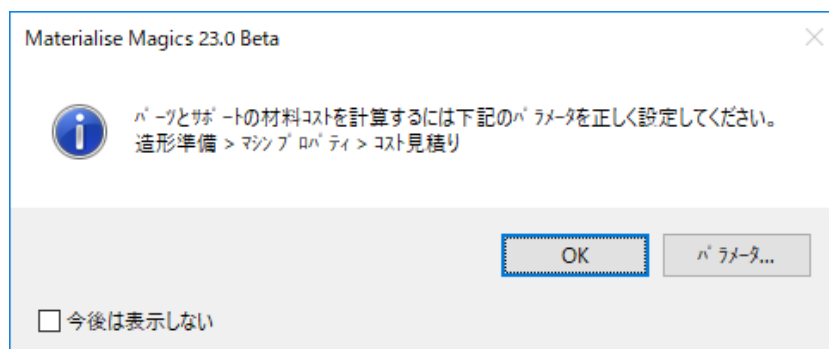 Materialise Magics 23.0 Beta
ﾊﾟｰﾂとｻﾎﾟｰﾄの材料ｺｽﾄを計算するには下記のﾊﾟﾗﾒｰﾀを正しく設定してください。
造形準備 > ﾏｼﾝ ﾌﾟﾛﾊﾟﾃｨ > ｺｽﾄ見積り
OK
ﾊﾟﾗﾒｰﾀ...
今後は表示しない